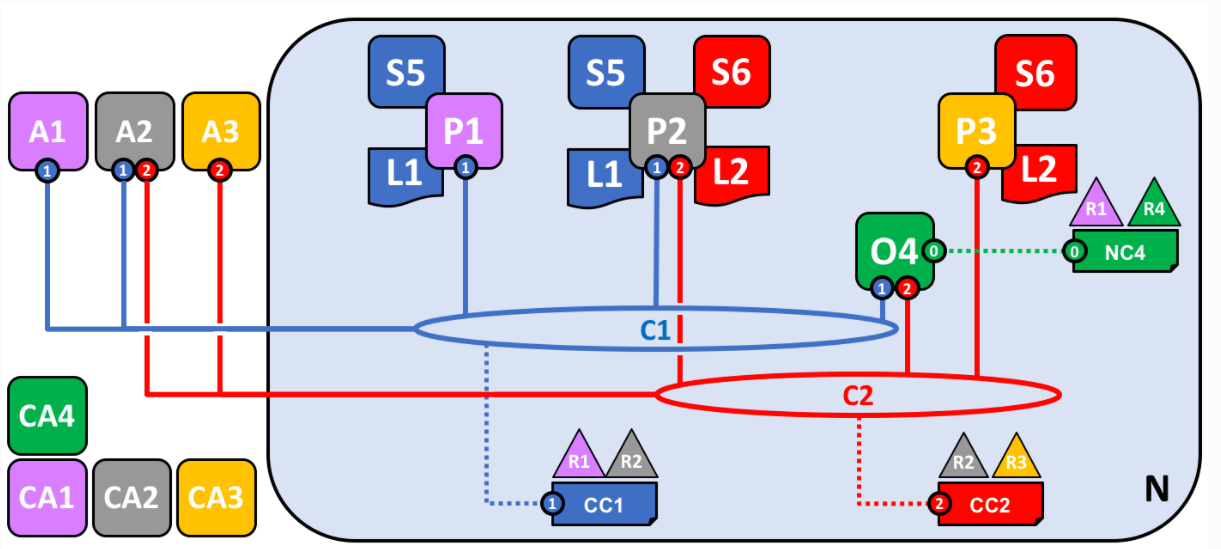 S5 S5 S6 S6
A1 A2 A3 P1 P2 P3
1 1 2 2 1 1 2 2
L1 L1 L2 L2
R1 R4
O4 0 0 NC4
1 2
C1
C2
CA4
R1 R2 R2 R3
CA1 CA2 CA3 1 CC1 2 CC2 N